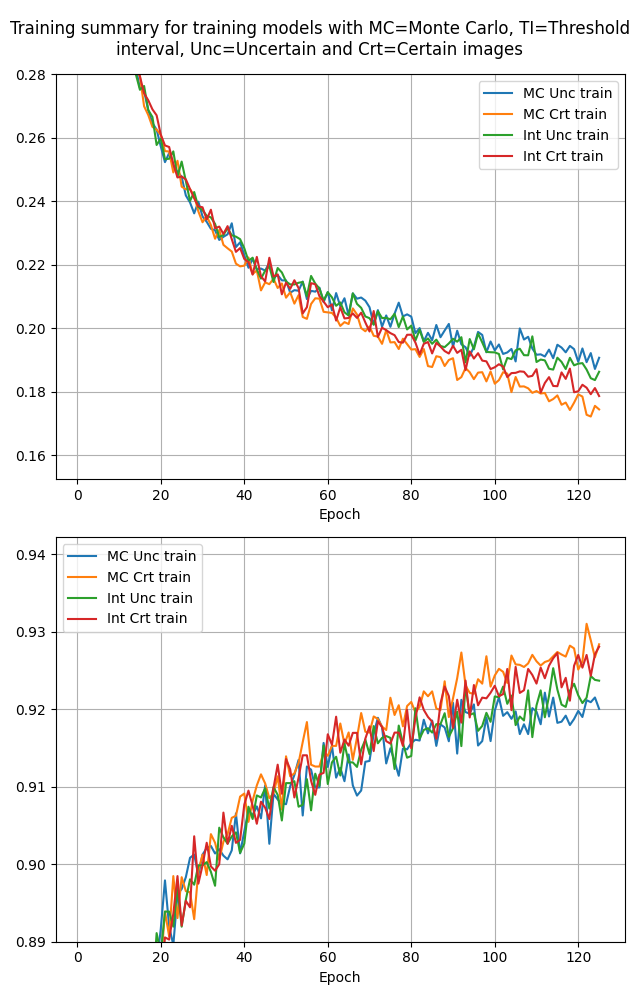 Training summary for training models with MC=Monte Carlo, TI=Threshold
interval, Unc=Uncertain and Crt=Certain images
0.28
0.26
0.24
0.22
0.20
0.18
0.16
MC Unc train
MC Crt train
Int Unc train
Int Crt train
0 20 40 60 80 100 120
Epoch
0.94
0.93
0.92
0.91
0.90
0.89
MC Unc train
MC Crt train
Int Unc train
Int Crt train
0 20 40 60 80 100 120
Epoch